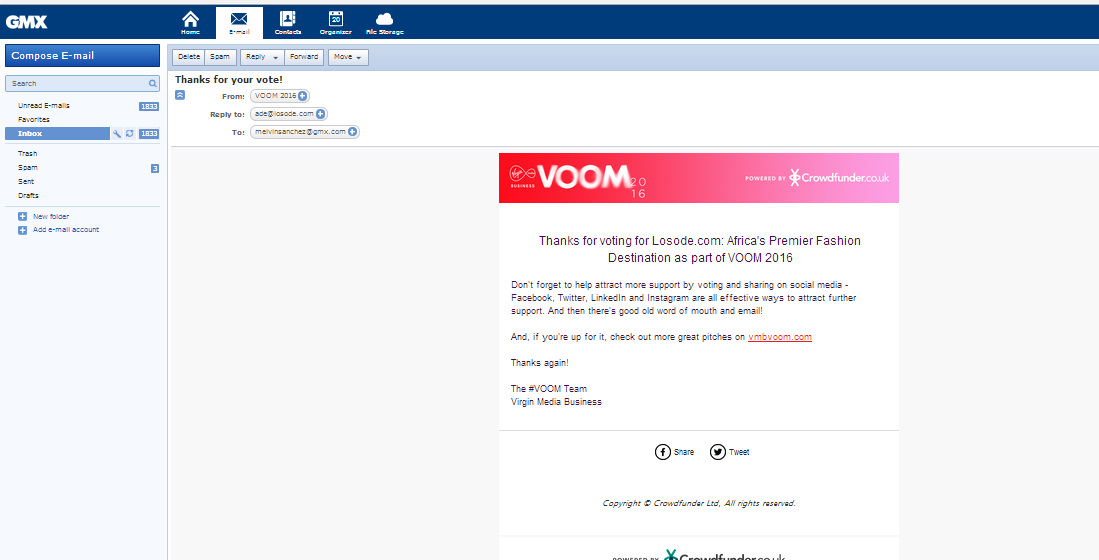 GMX
Home
E-mail
Contacts
20
Organizer
File Storage
Compose E-mail
Delete Spam Reply Forward Move
Thanks for your vote!
Search
From: VOOM 2016
Unread E-mails 1833
Reply to: ade@losode.com
Favorites
To: melvinsanchez@gmx.com
Inbox 1833
Trash
Spam 3
Sent
Drafts
New folder
Add e-mail account
Virgin media
BUSINESS
VOOM 20
16
POWERED BY Crowdfunder.co.uk
Thanks for voting for Losode.com: Africa's Premier Fashion
Destination as part of VOOM 2016
Don't forget to help attract more support by voting and sharing on social media -
Facebook, Twitter, LinkedIn and Instagram are all effective ways to attract further
support. And then there's good old word of mouth and email!
And, if you're up for it, check out more great pitches on vmbvoom.com
Thanks again!
The #VOOM Team
Virgin Media Business
Share Tweet
Copyright © Crowdfunder Ltd, All rights reserved.
POWERED BY Crowdfunder.co.uk